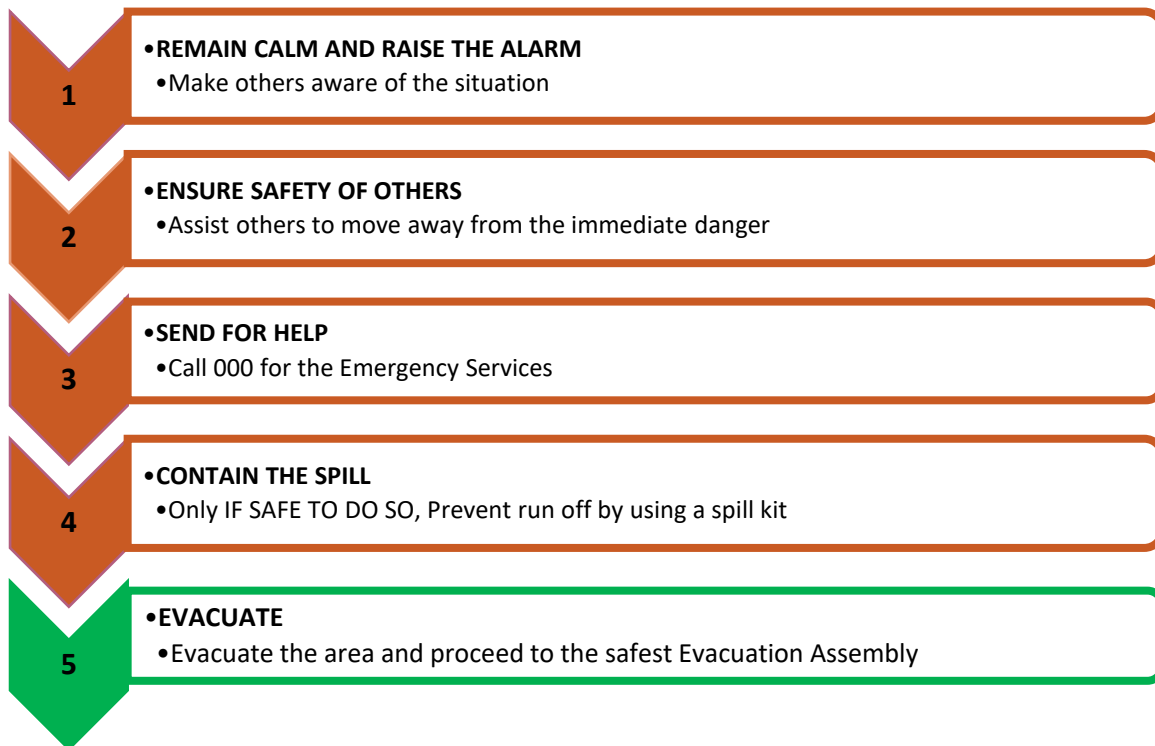 1
•REMAIN CALM AND RAISE THE ALARM
•Make others aware of the situation
2
•ENSURE SAFETY OF OTHERS
•Assist others to move away from the immediate danger
3
•SEND FOR HELP
•Call 000 for the Emergency Services
4
•CONTAIN THE SPILL
•Only IF SAFE TO DO SO, Prevent run off by using a spill kit
5
•EVACUATE
•Evacuate the area and proceed to the safest Evacuation Assembly